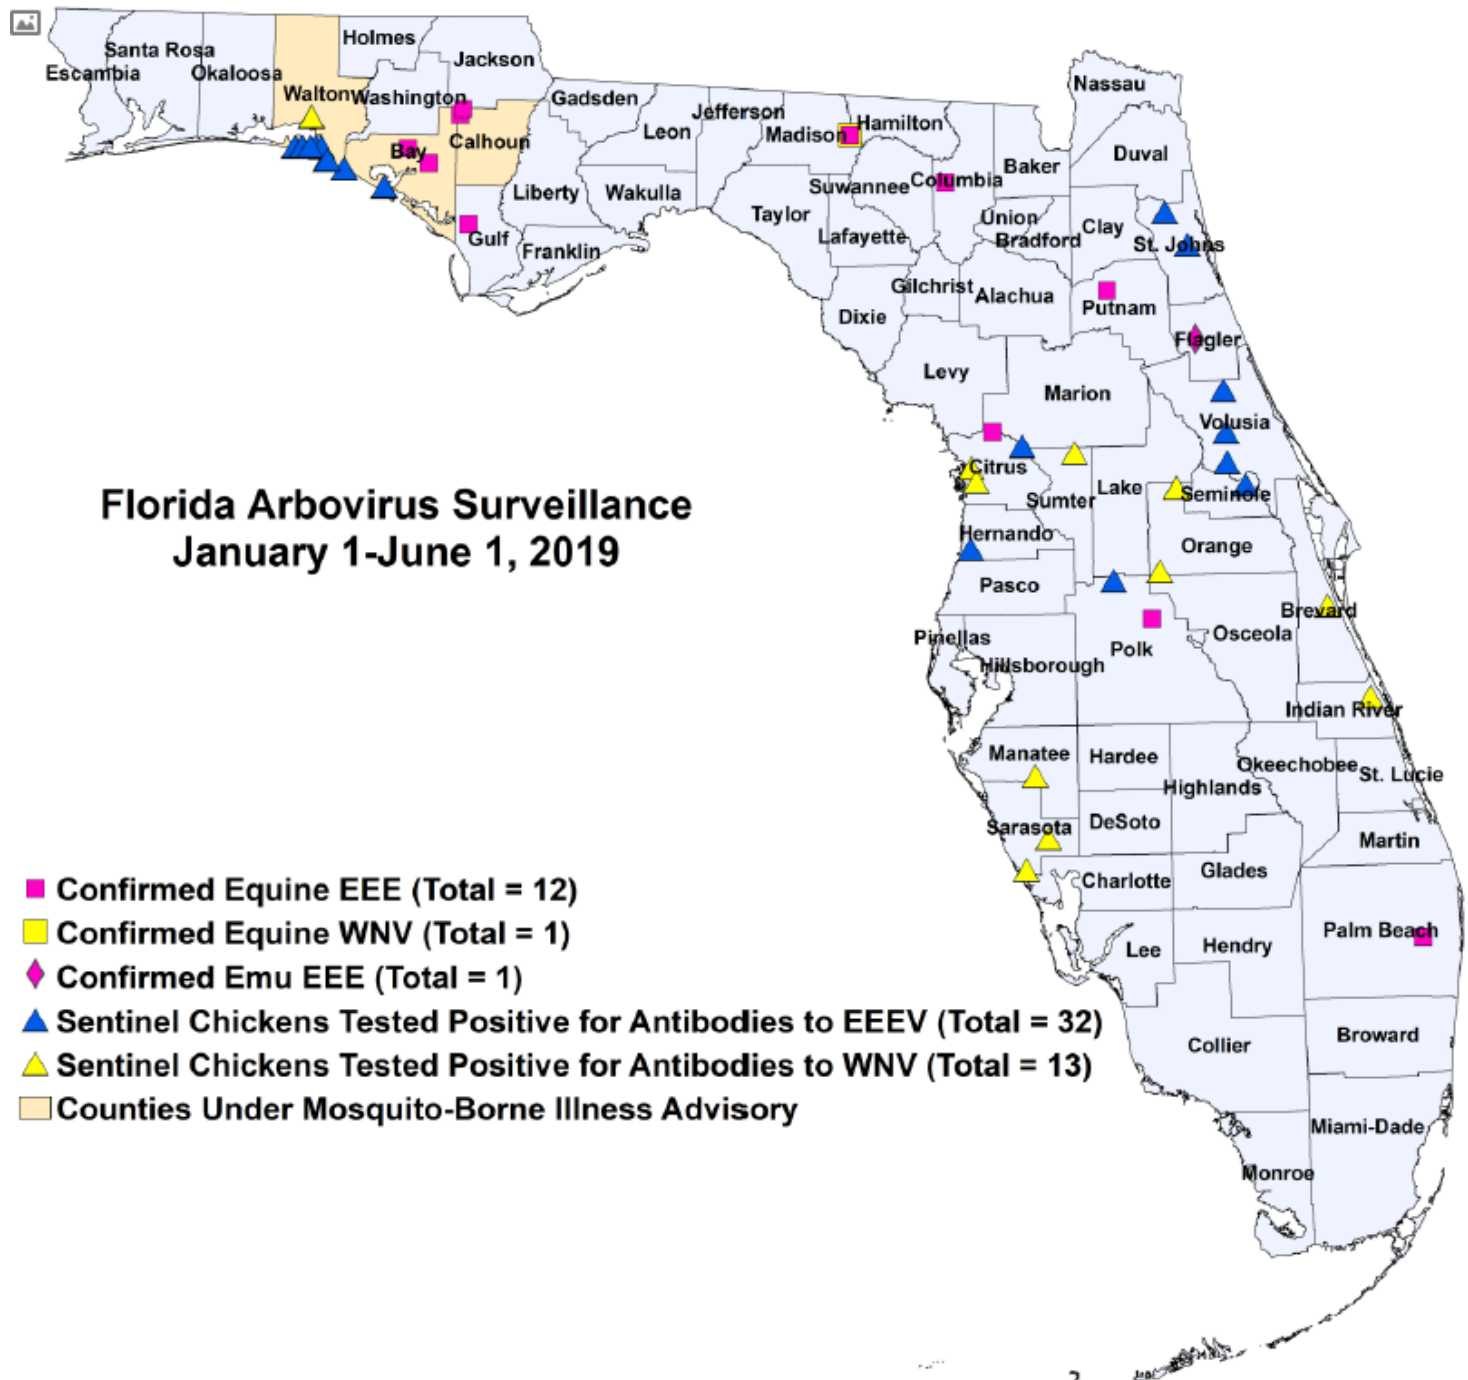 Holmes
Jackson
Santa Rosa
Escambia
Okaloosa
Nassau
Walton
Washington
Gadsden
Jefferson
Leon
Madison
Hamilton
Calhoun
Bay
Duval
Baker
Columbia
Suwannee
Liberty
Wakulla
Taylor
Union
Clay
Bradford
Lafayette
St. Johns
Gulf
Franklin
Gilchrist
Alachua
Putnam
Dixie
Flagler
Levy
Marion
Volusia
Citrus
Lake
Sumter
Seminole
Florida Arbovirus Surveillance
January 1-June 1, 2019
Hernando
Orange
Pasco
Brevard
Pinellas
Osceola
Polk
Hillsborough
Indian River
Manatee
Hardee
Okeechobee
St. Lucie
Highlands
Sarasota
DeSoto
Martin
Glades
Charlotte
Confirmed Equine EEE (Total = 12)
Confirmed Equine WNV (Total = 1)
Confirmed Emu EEE (Total = 1)
Sentinel Chickens Tested Positive for Antibodies to EEEV (Total = 32)
Sentinel Chickens Tested Positive for Antibodies to WNV (Total = 13)
Counties Under Mosquito-Borne Illness Advisory
Palm Beach
Lee
Hendry
Broward
Collier
Miami-Dade
Monroe